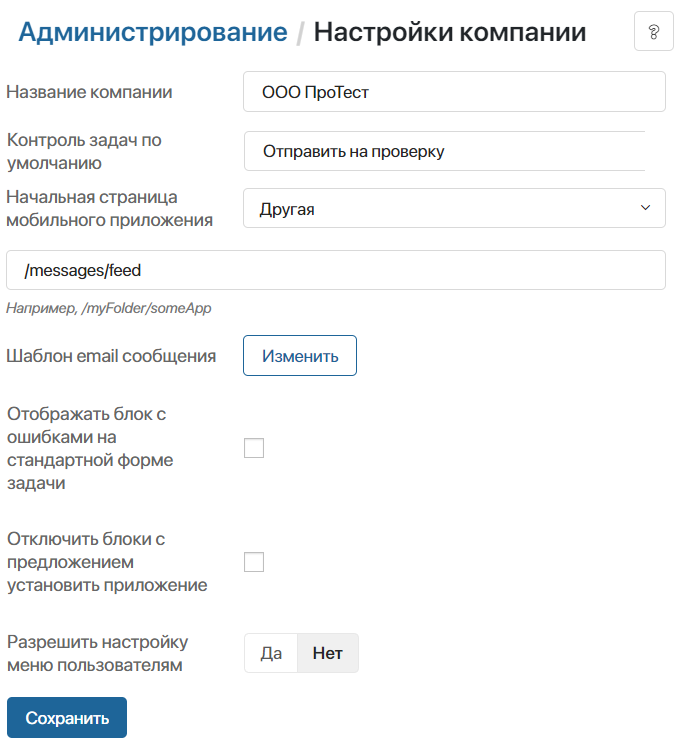 Администрирование / Настройки компании
?
Название компании
ООО ПроТест
Контроль задач по
умолчанию
Отправить на проверку
Начальная страница
мобильного приложения
Другая
/messages/feed
Например, /myFolder/someApp
Шаблон email сообщения
Изменить
Отображать блок с
ошибками на
стандартной форме
задачи
Отключить блоки с
предложением
установить приложение
Разрешить настройку
меню пользователям
Да
Нет
Сохранить